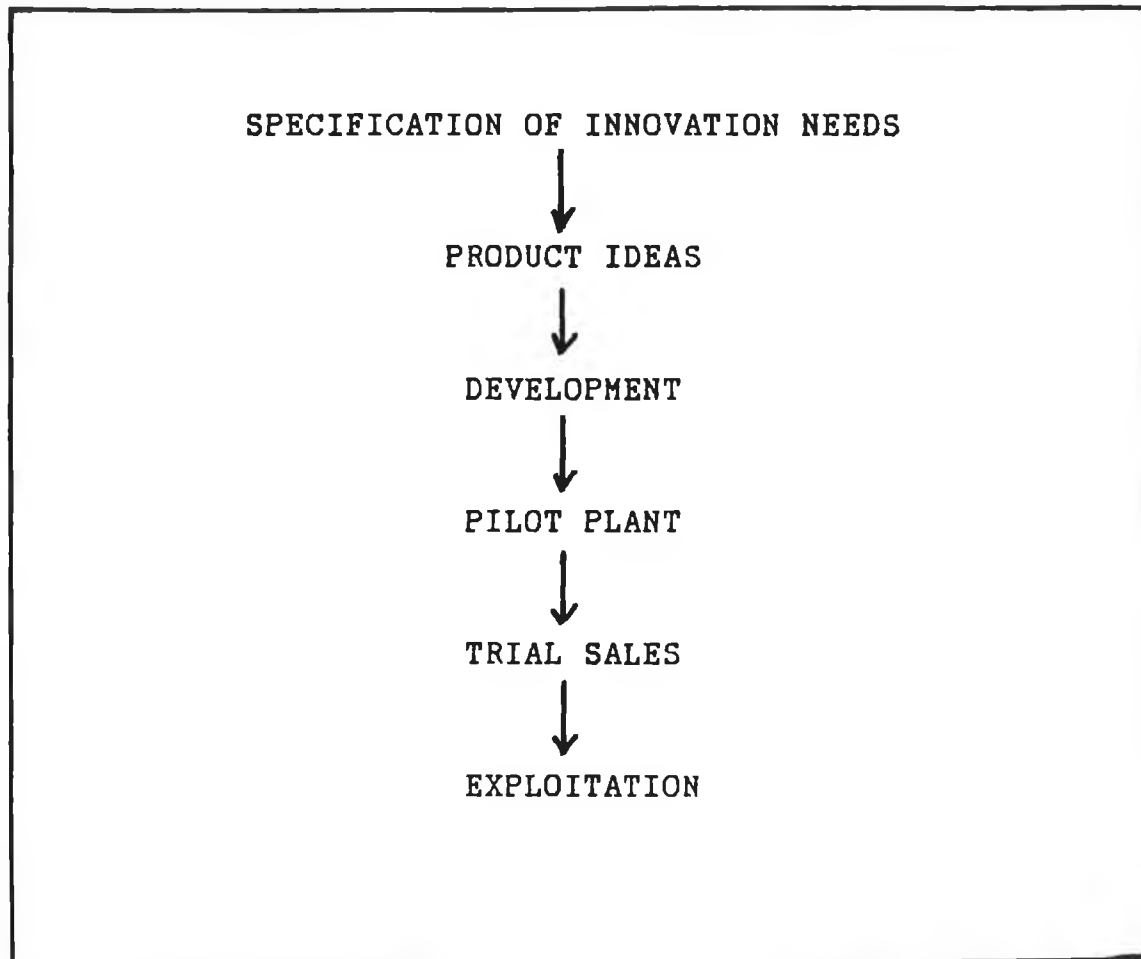 SPECIFICATION OF INNOVATION NEEDS
PRODUCT IDEAS
DEVELOPMENT
PILOT PLANT
TRIAL SALES
EXPLOITATION